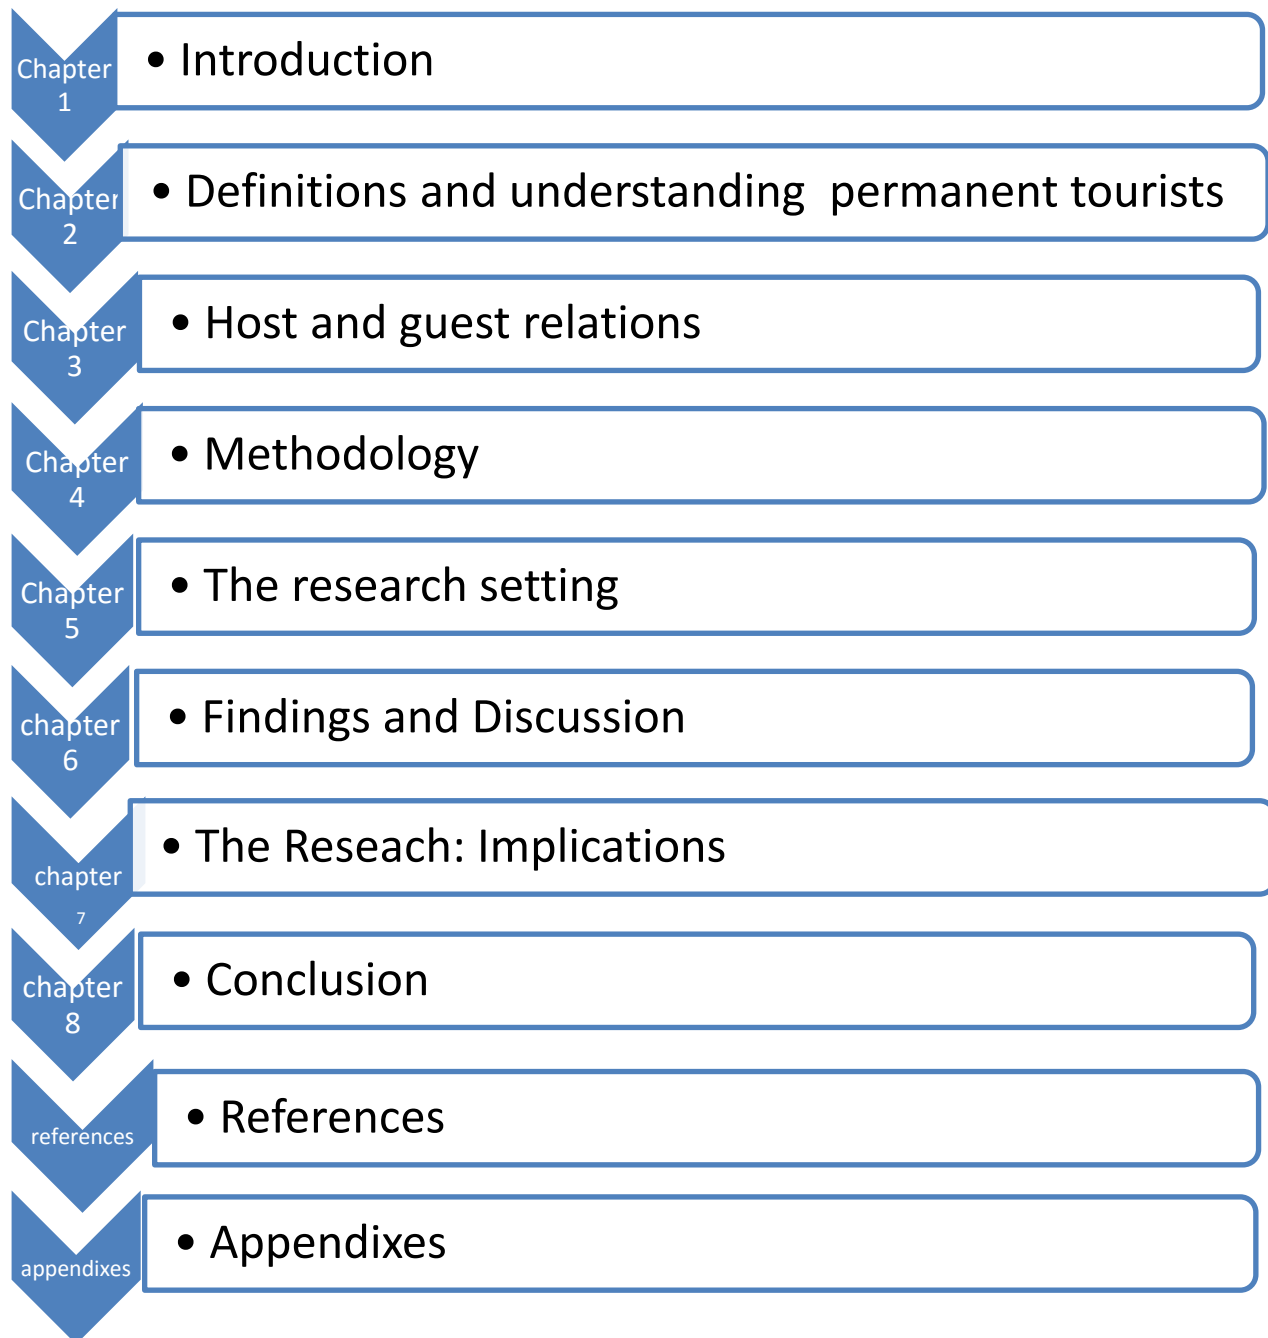 Chapter
1
• Introduction
Chapter
2
• Definitions and understanding  permanent tourists
Chapter
3
• Host and guest relations
Chapter
4
• Methodology
Chapter
5
• The research setting
chapter
6
• Findings and Discussion
chapter
7
• The Reseach: Implications
chapter
8
• Conclusion
references
• References
appendixes
• Appendixes